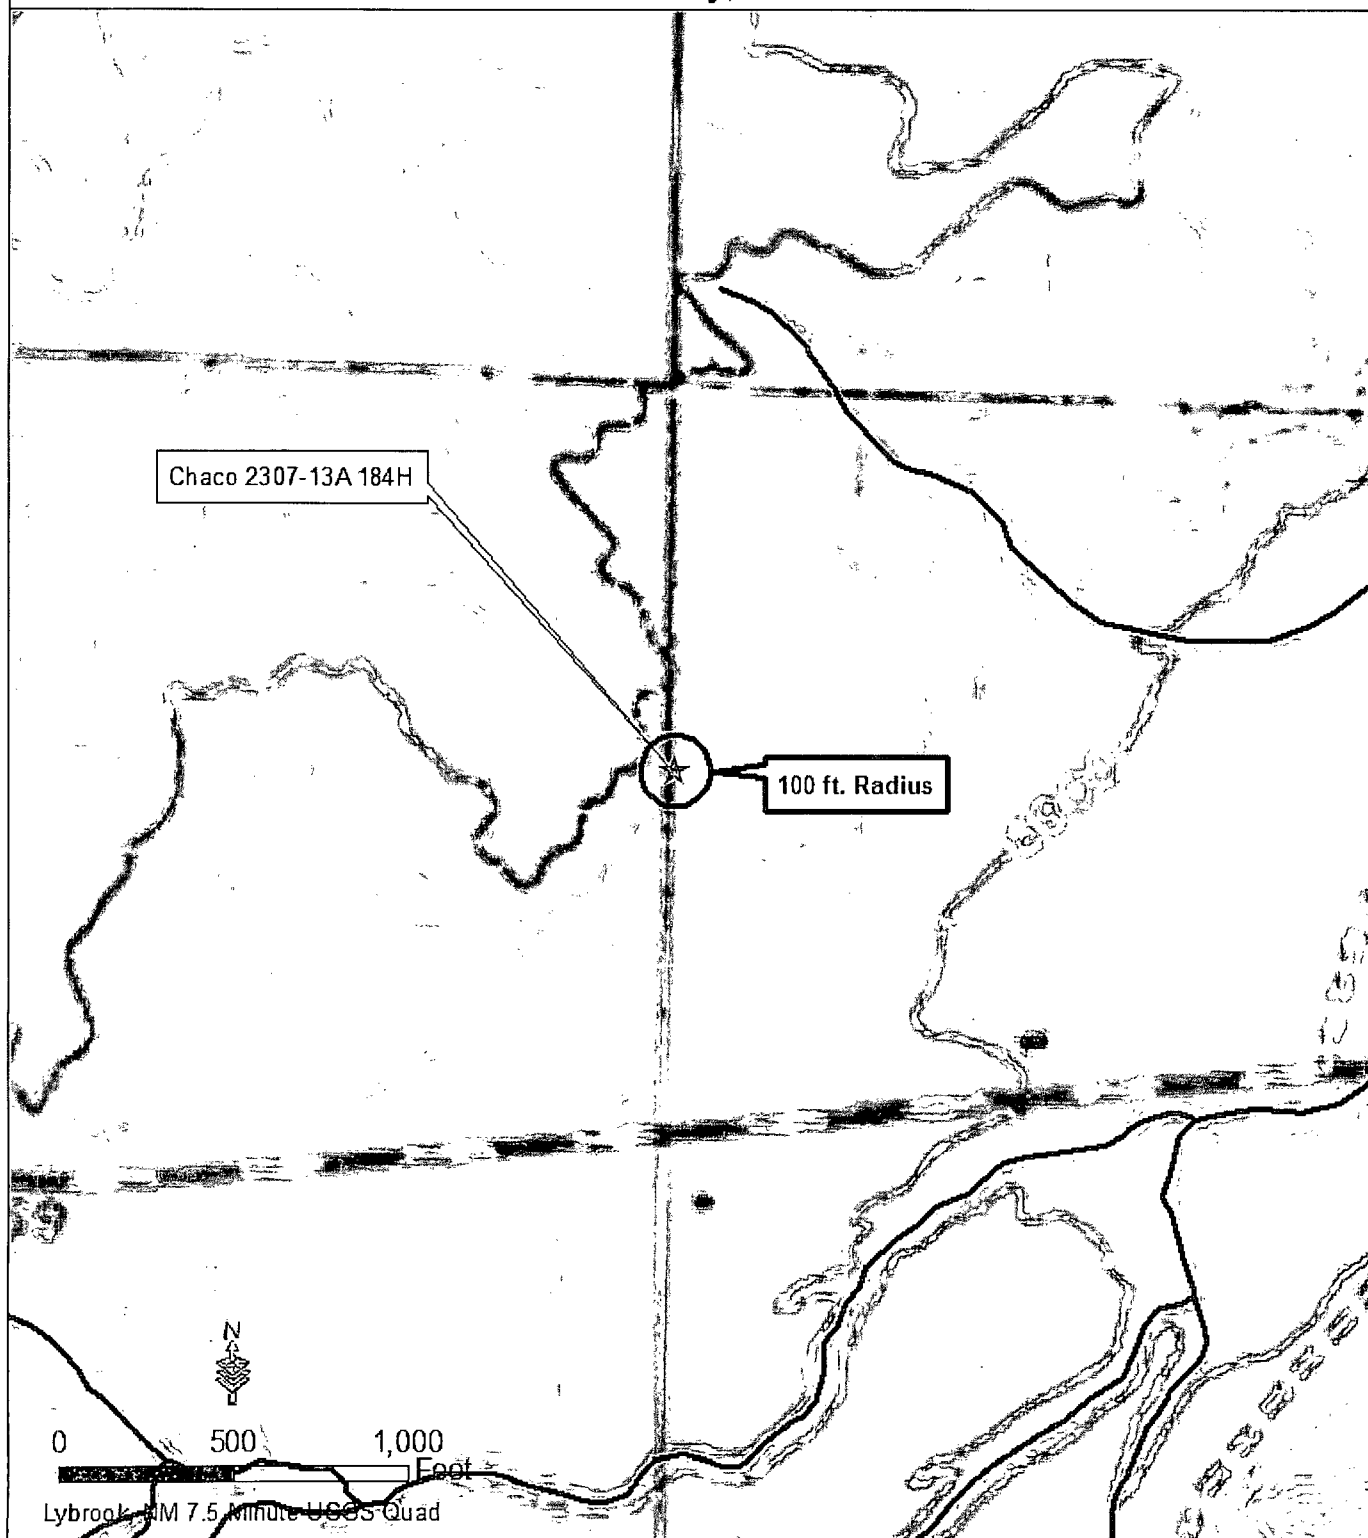 Chaco 2307-13A 184H
100 ft. Radius
N
0 500 1,000
Feet
Lybrook, NM 7.5 Minute USGS Quad